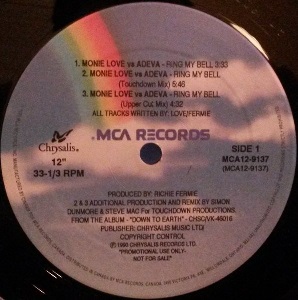 1. MONIE LOVE vs ADEVA - RING MY BELL 3:33
2. MONIE LOVE vs ADEVA - RING MY BELL
(Touchdown Mix) 5:46
3. MONIE LOVE vs ADEVA - RING MY BELL
(Upper Cut Mix) 4:32
ALL TRACKS WRITTEN BY: LOVE/FERMIE
MCA RECORDS
Chrysalis.
12"
33-1/3 RPM
SIDE 1
MCA12-9137
(MCA12-9137)
PRODUCED BY: RICHIE FERMIE
2 & 3 ADDITIONAL PRODUCTION AND REMIX BY SIMON
DUNMORE & STEVE MAC For TOUCHDOWN PRODUCTIONS.
FROM THE ALBUM - "DOWN TO EARTH" - CHSCVK-46016
PUBLISHER: CHRYSALIS MUSIC LTD/
COPYRIGHT CONTROL
1990 CHRYSALIS RECORDS LTD.
"PROMOTIONAL USE ONLY-
NOT FOR SALE"